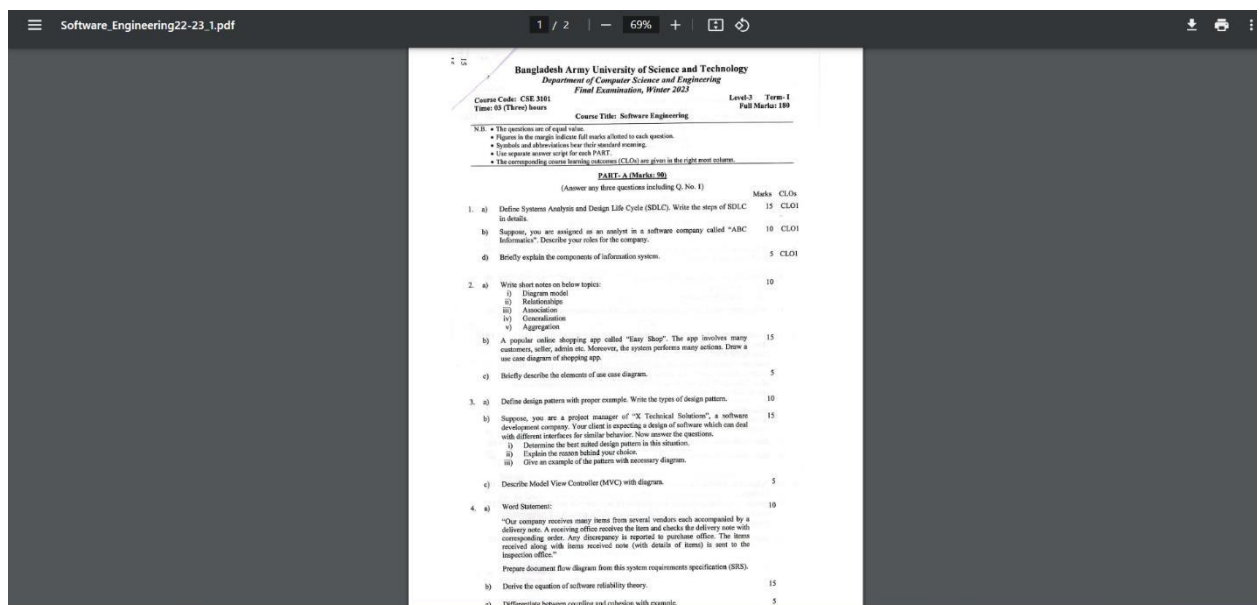 Software_Engineering22-23_1.pdf
1 / 2
69%
Bangladesh Army University of Science and Technology
Department of Computer Science and Engineering
Final Examination, Winter 2023
Course Code: CSE 3101 Level-3 Term- I
Time: 03 (Three) hours Full Marks: 180
Course Title: Software Engineering
N.B. • The questions are of equal value.
• Figures in the margin indicate full marks allotted to each question.
• Symbols and abbreviations bear their standard meaning.
• Use separate answer script for each PART.
• The corresponding course learning outcomes (CLOs) are given in the right most column.
PART- A (Marks: 90)
(Answer any three questions including Q. No. 1)
Marks CLOs
1. a) Define Systems Analysis and Design Life Cycle (SDLC). Write the steps of SDLC 15 CLO1
in details.
b) Suppose, you are assigned as an analyst in a software company called "ABC 10 CLO1
Informatics". Describe your roles for the company.
d) Briefly explain the components of information system. 5 CLO1
2. a) Write short notes on below topics: 10
i) Diagram model
ii) Relationships
iii) Association
iv) Generalization
v) Aggregation
b) A popular online shopping app called "Easy Shop". The app involves many 15
customers, seller, admin etc. Moreover, the system performs many actions. Draw a
use case diagram of shopping app.
c) Briefly describe the elements of use case diagram. 5
3. a) Define design pattern with proper example. Write the types of design pattern. 10
b) Suppose, you are a project manager of "X Technical Solutions", a software 15
development company. Your client is expecting a design of software which can deal
with different interfaces for similar behavior. Now answer the questions.
i) Determine the best suited design pattern in this situation.
ii) Explain the reason behind your choice.
iii) Give an example of the pattern with necessary diagram.
c) Describe Model View Controller (MVC) with diagram. 5
4. a) Word Statement: 10
"Our company receives many items from several vendors each accompanied by a
delivery note. A receiving office receives the item and checks the delivery note with
corresponding order. Any discrepancy is reported to purchase office. The items
received along with items received note (with details of items) is sent to the
inspection office."
Prepare document flow diagram from this system requirements specification (SRS).
b) Derive the equation of software reliability theory. 15
c) Differentiate between coupling and cohesion with example. 5